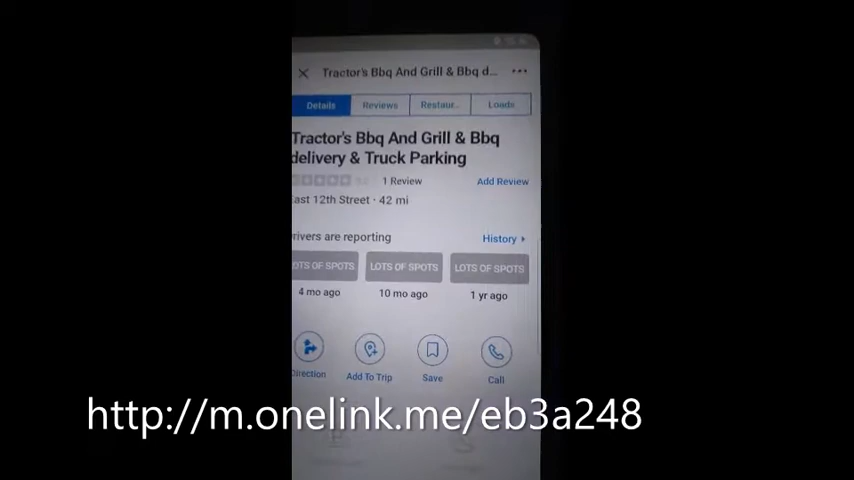 Tractor's Bbq And Grill & Bbq d...
Details Reviews Restaur.. Loads
Tractor's Bbq And Grill & Bbq
delivery & Truck Parking
1 Review Add Review
ast 12th Street · 42 mi
rivers are reporting History
OTS OF SPOTS LOTS OF SPOTS LOTS OF SPOTS
4 mo ago 10 mo ago 1 yr ago
Direction Add To Trip Save Call
http://m.onelink.me/eb3a248